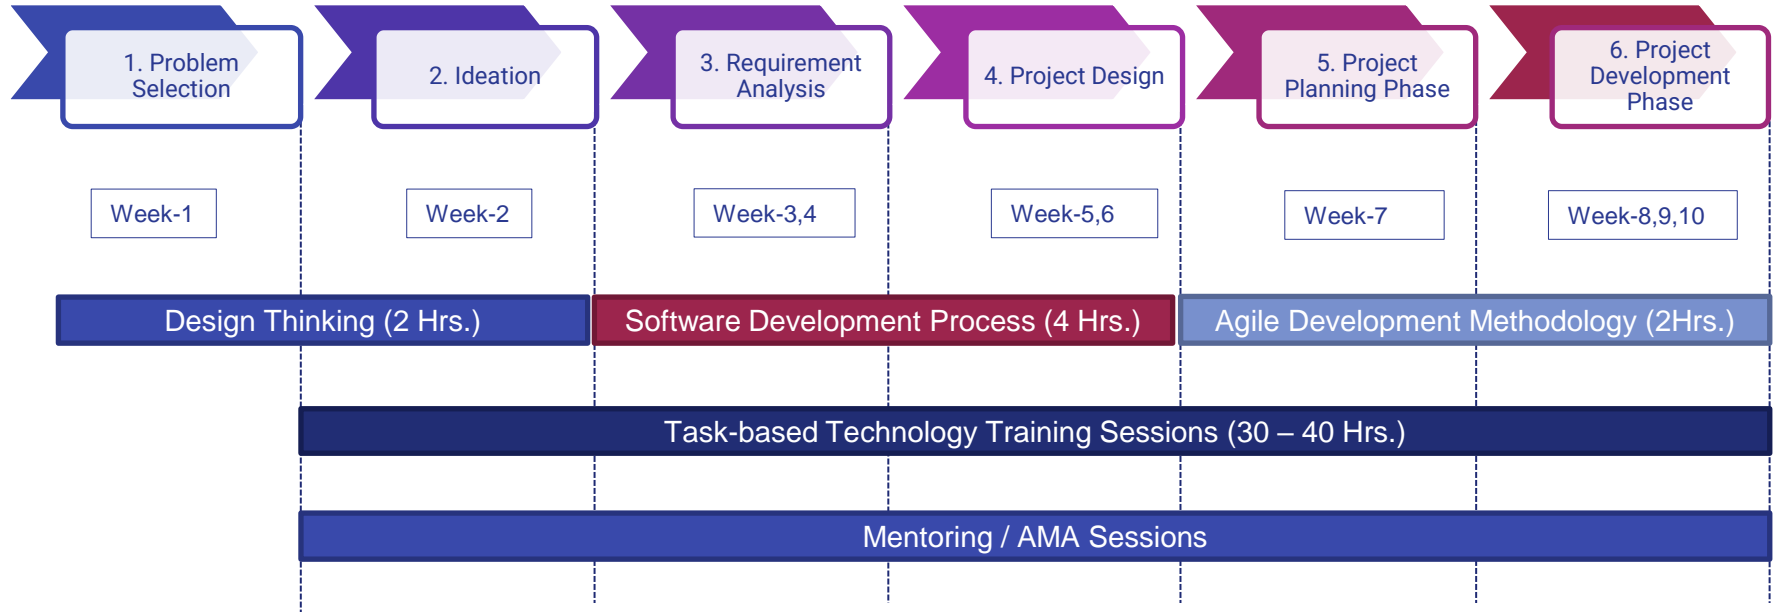 1. Problem
Selection
2. Ideation
3. Requirement
Analysis
4. Project Design
5. Project
Planning Phase
6. Project
Development
Phase
Week-1
Week-2
Week-3,4
Week-5,6
Week-7
Week-8,9,10
Design Thinking (2 Hrs.)
Software Development Process (4 Hrs.)
Agile Development Methodology (2Hrs.)
Task-based Technology Training Sessions (30 – 40 Hrs.)
Mentoring / AMA Sessions